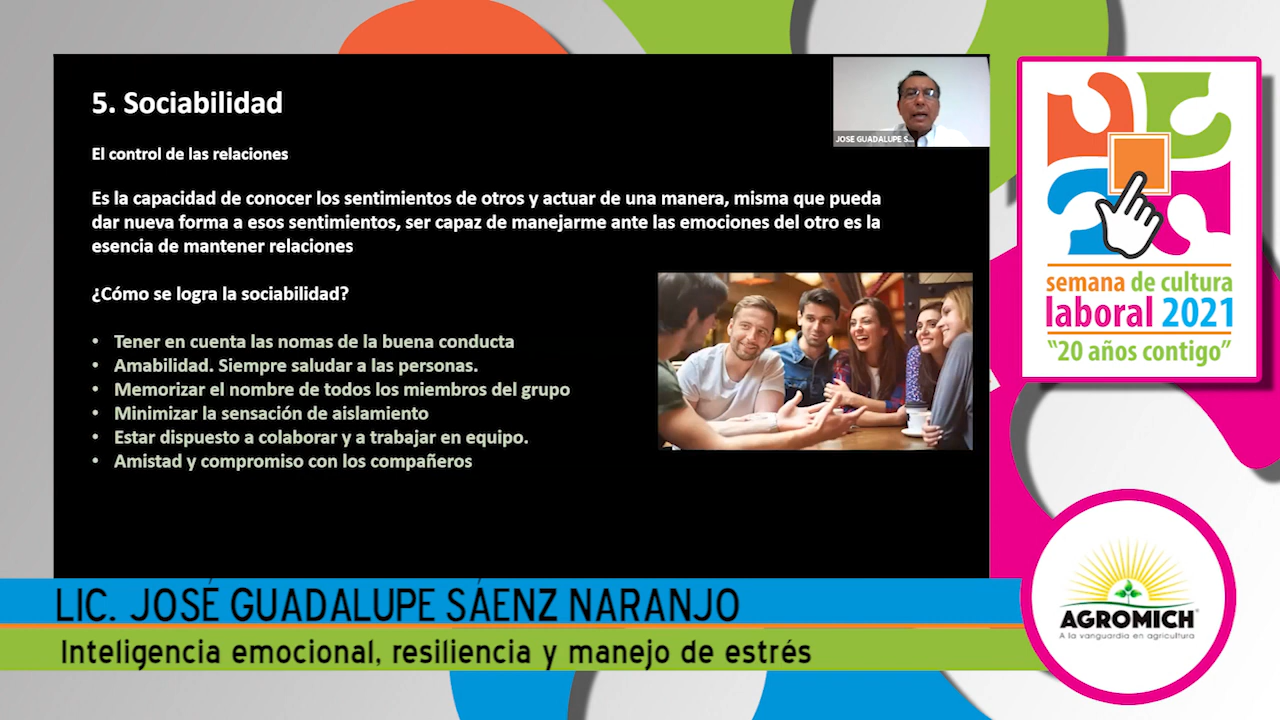 5. Sociabilidad
El control de las relaciones
Es la capacidad de conocer los sentimientos de otros y actuar de una manera, misma que pueda
dar nueva forma a esos sentimientos, ser capaz de manejarme ante las emociones del otro es la
esencia de mantener relaciones
¿Cómo se logra la sociabilidad?
• Tener en cuenta las nomas de la buena conducta
• Amabilidad. Siempre saludar a las personas.
• Memorizar el nombre de todos los miembros del grupo
• Minimizar la sensación de aislamiento
• Estar dispuesto a colaborar y a trabajar en equipo.
• Amistad y compromiso con los compañeros
JOSE GUADALUPE S...
semana de cultura
laboral 2021
"20 años contigo"
LIC. JOSÉ GUADALUPE SÁENZ NARANJO
Inteligencia emocional, resiliencia y manejo de estrés
AGROMICH®
A la vanguardia en agricultura